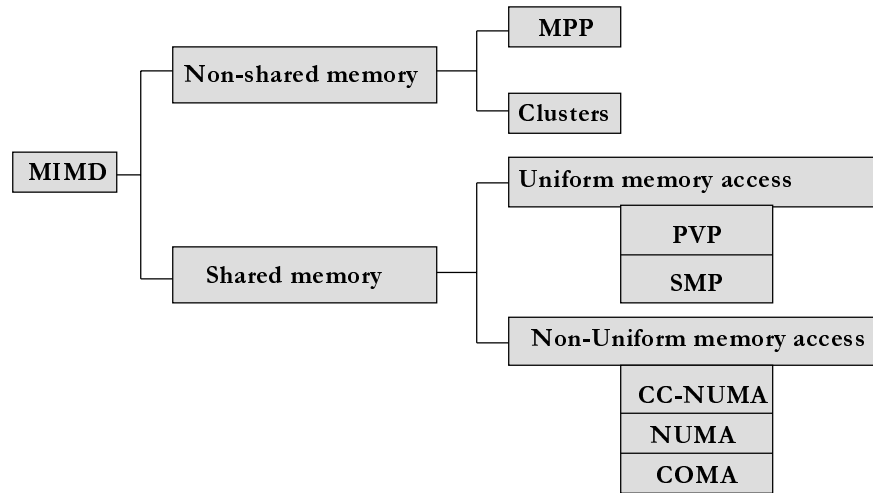 MPP
Non-shared memory
Clusters
MIMD
Uniform memory access
PVP
Shared memory
SMP
Non-Uniform memory access
CC-NUMA
NUMA
COMA